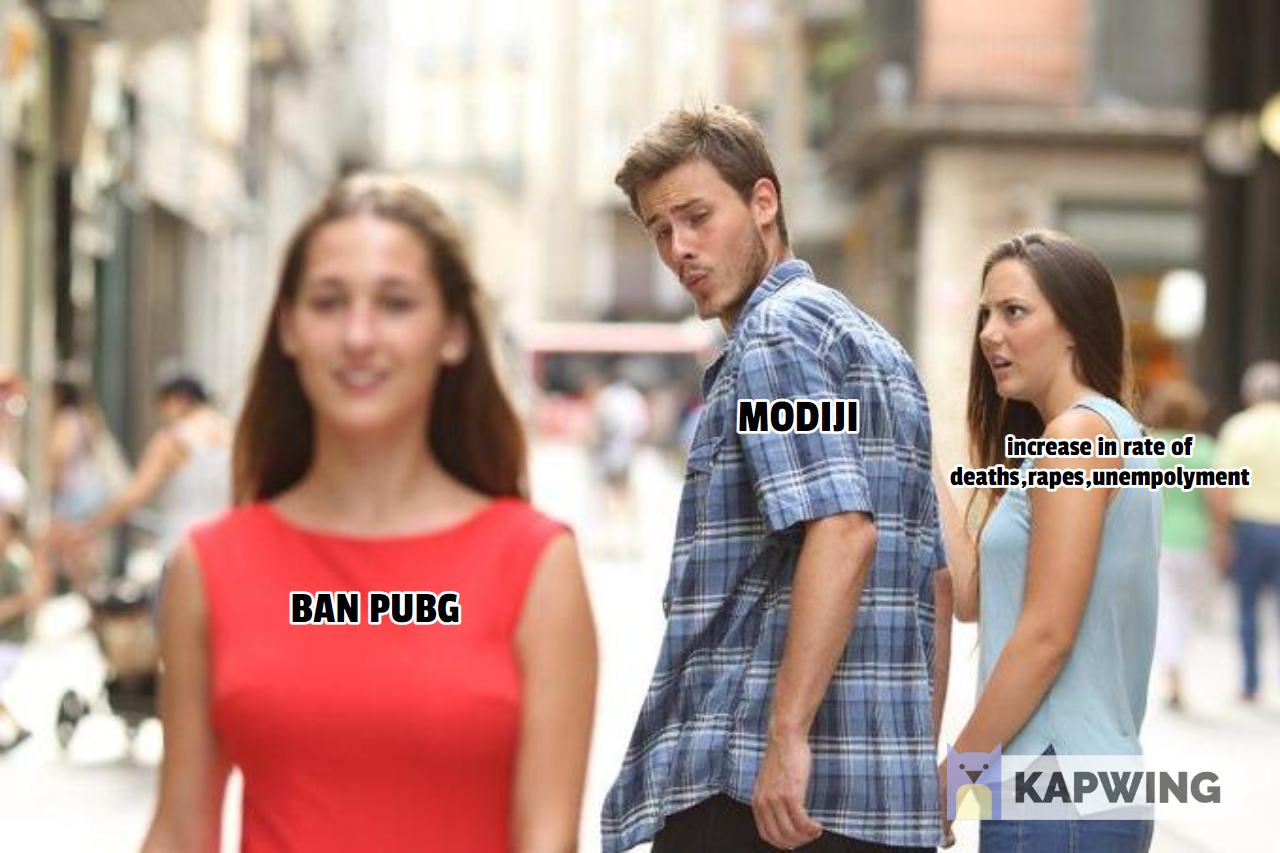 MODIJI
increase in rate of
deaths,rapes,unempolyment
BAN PUBG
KAPWING